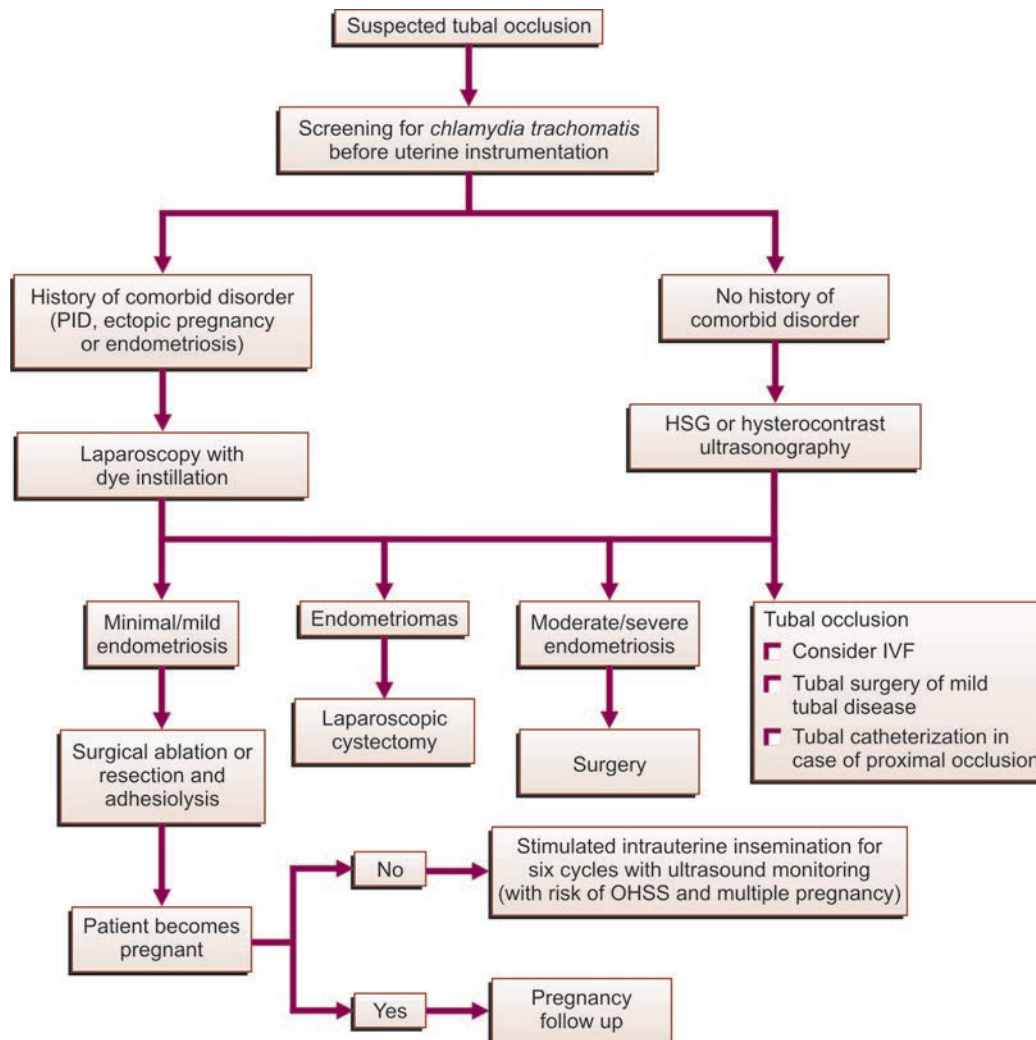 Suspected tubal occlusion
Screening for chlamydia trachomatis
before uterine instrumentation
History of comorbid disorder
(PID, ectopic pregnancy
or endometriosis)
No history of
comorbid disorder
Laparoscopy with
dye instillation
HSG or hysterocontrast
ultrasonography
Minimal/mild
endometriosis
Endometriomas
Moderate/severe
endometriosis
Tubal occlusion
Consider IVF
Tubal surgery of mild
tubal disease
Tubal catheterization in
case of proximal occlusion
Surgical ablation or
resection and
adhesiolysis
Laparoscopic
cystectomy
Surgery
Patient becomes
pregnant
No
Stimulated intrauterine insemination for
six cycles with ultrasound monitoring
(with risk of OHSS and multiple pregnancy)
Yes
Pregnancy
follow up